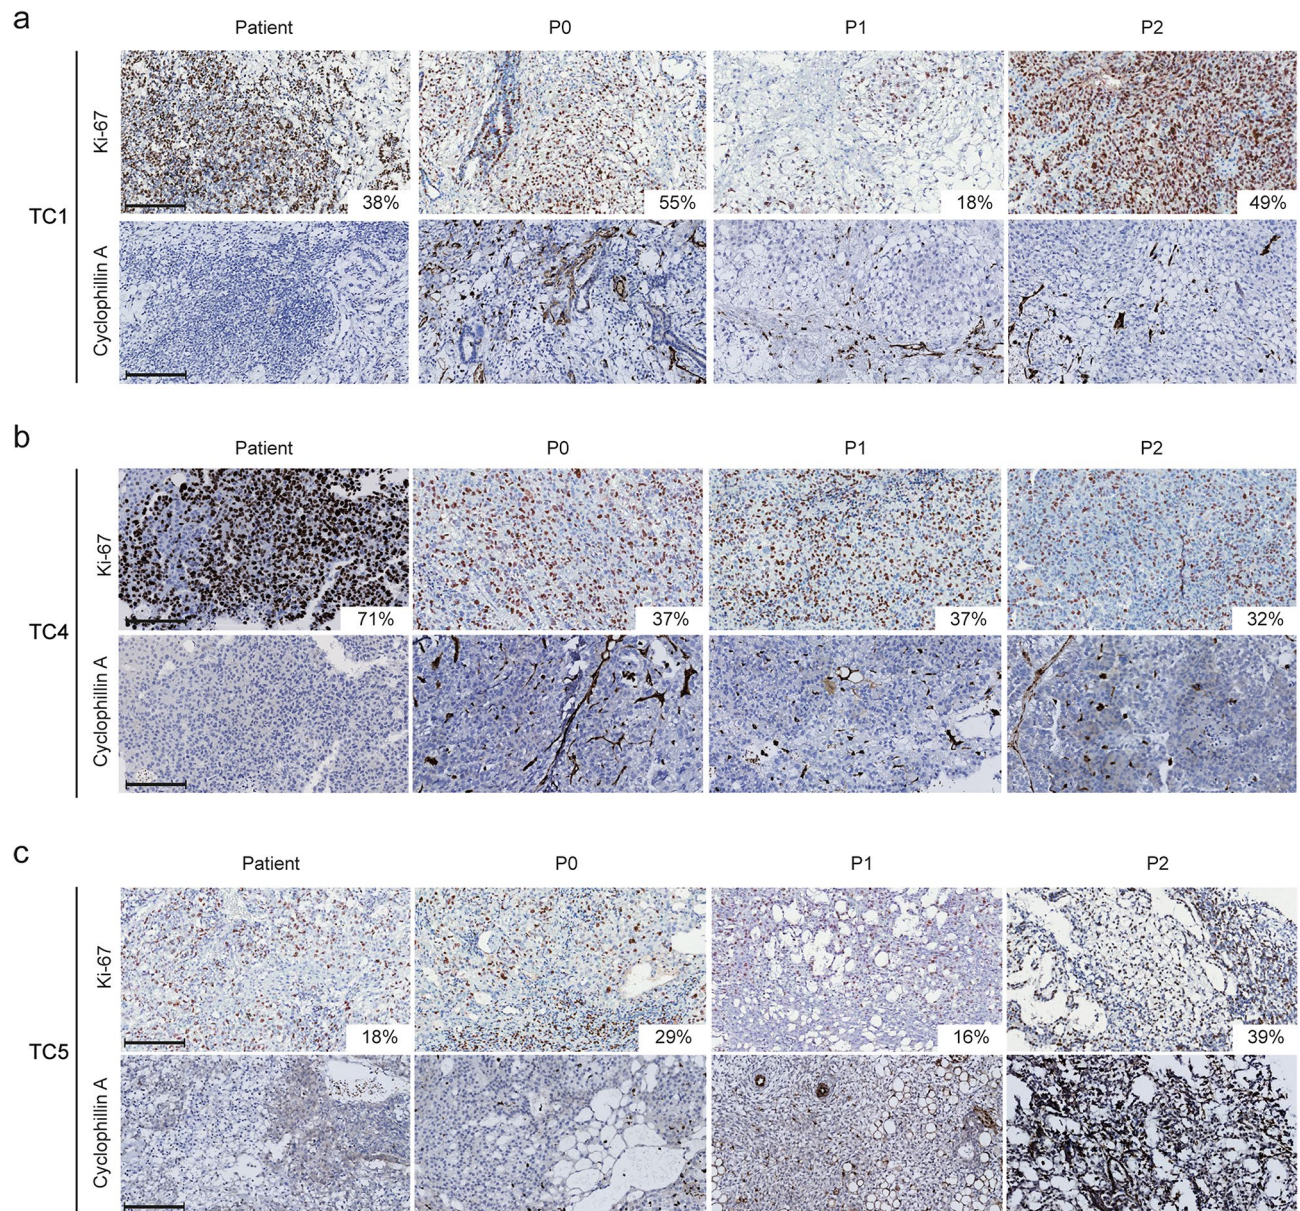 a
Patient P0 P1 P2
TC1
Ki-67
38% 55% 18% 49%
Cyclophillin A
b
Patient P0 P1 P2
TC4
Ki-67
71% 37% 37% 32%
Cyclophillin A
c
Patient P0 P1 P2
TC5
Ki-67
18% 29% 16% 39%
Cyclophillin A